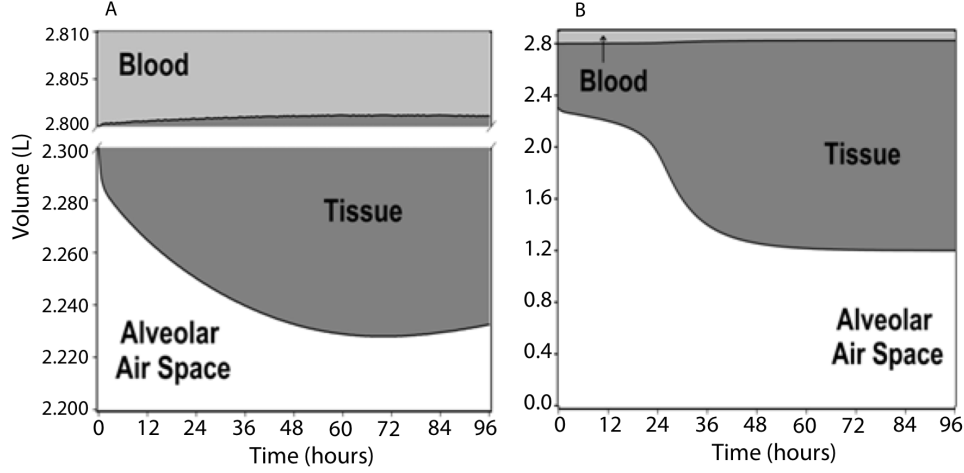 A
2.810
2.805
2.800
2.300
2.280
2.260
2.240
2.220
2.200
Volume (L)
Blood
Tissue
Alveolar
Air Space
0 12 24 36 48 60 72 84 96
Time (hours)
B
2.8
2.4
2.0
1.6
1.2
0.8
0.4
0.0
Blood
Tissue
Alveolar
Air Space
0 12 24 36 48 60 72 84 96
Time (hours)